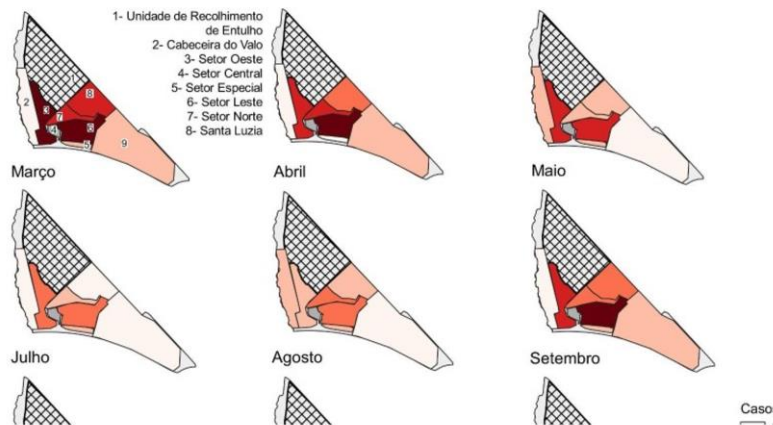 1- Unidade de Recolhimento
de Entulho
2- Cabeceira do Valo
3- Setor Oeste
4- Setor Central
5- Setor Especial
6- Setor Leste
7- Setor Norte
8- Santa Luzia
1
2
3
8
7
6
4
5
9
Março
Abril
Maio
Julho
Agosto
Setembro
Caso